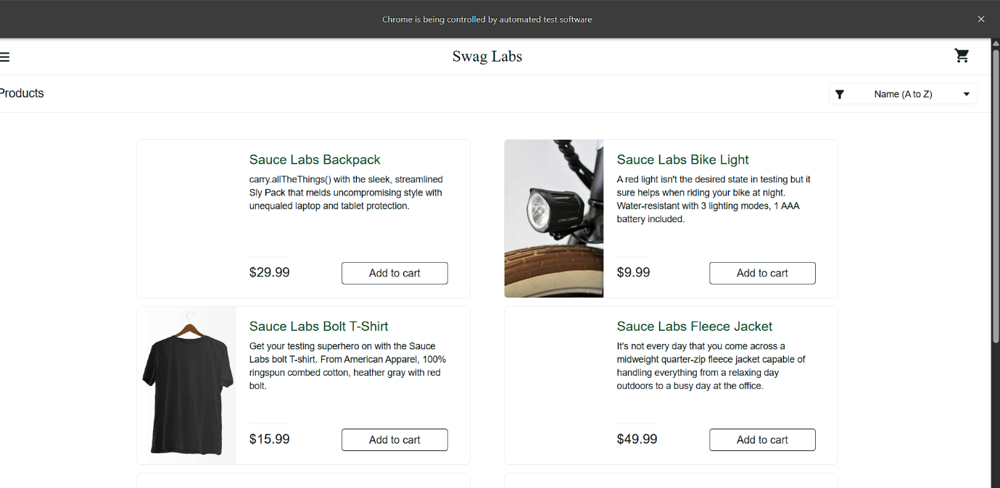 Chrome is being controlled by automated test software
Swag Labs
Products
Name (A to Z)
Sauce Labs Backpack
carry.allTheThings() with the sleek, streamlined
Sly Pack that melds uncompromising style with
unequaled laptop and tablet protection.
$29.99
Add to cart
Sauce Labs Bike Light
A red light isn't the desired state in testing but it
sure helps when riding your bike at night.
Water-resistant with 3 lighting modes, 1 AAA
battery included.
$9.99
Add to cart
Sauce Labs Bolt T-Shirt
Get your testing superhero on with the Sauce
Labs bolt T-shirt. From American Apparel, 100%
ringspun combed cotton, heather gray with red
bolt.
$15.99
Add to cart
Sauce Labs Fleece Jacket
It's not every day that you come across a
midweight quarter-zip fleece jacket capable of
handling everything from a relaxing day
outdoors to a busy day at the office.
$49.99
Add to cart